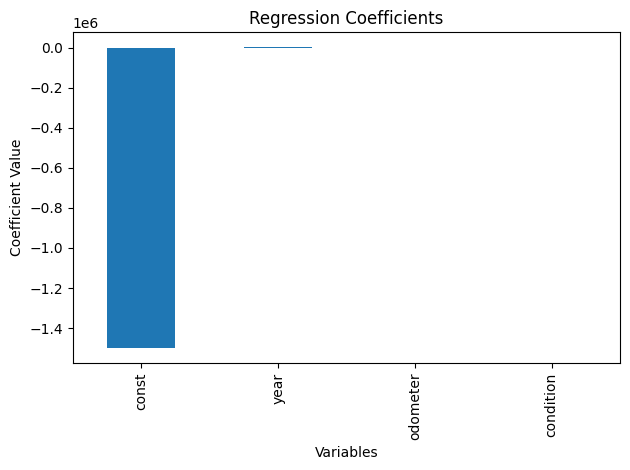 Regression Coefficients
1e6
0.0
−0.2
−0.4
−0.6
−0.8
−1.0
−1.2
−1.4
Coefficient Value
const
year
odometer
condition
Variables